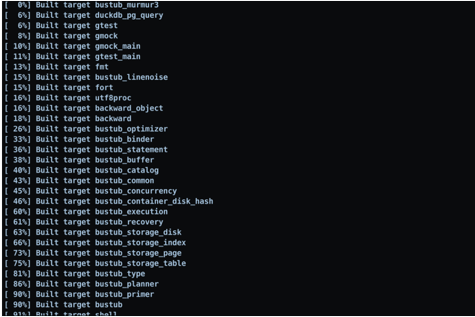 [  0%] Built target bustub_murmur3
[  6%] Built target duckdb_pg_query
[  6%] Built target gtest
[  8%] Built target gmock
[ 10%] Built target gmock_main
[ 11%] Built target gtest_main
[ 13%] Built target fmt
[ 15%] Built target bustub_linenoise
[ 15%] Built target fort
[ 16%] Built target utf8proc
[ 16%] Built target backward_object
[ 18%] Built target backward
[ 26%] Built target bustub_optimizer
[ 33%] Built target bustub_binder
[ 36%] Built target bustub_statement
[ 38%] Built target bustub_buffer
[ 40%] Built target bustub_catalog
[ 43%] Built target bustub_common
[ 45%] Built target bustub_concurrency
[ 46%] Built target bustub_container_disk_hash
[ 60%] Built target bustub_execution
[ 61%] Built target bustub_recovery
[ 63%] Built target bustub_storage_disk
[ 66%] Built target bustub_storage_index
[ 73%] Built target bustub_storage_page
[ 75%] Built target bustub_storage_table
[ 81%] Built target bustub_type
[ 86%] Built target bustub_planner
[ 90%] Built target bustub_primer
[ 90%] Built target bustub
[ 91%] Built target shell